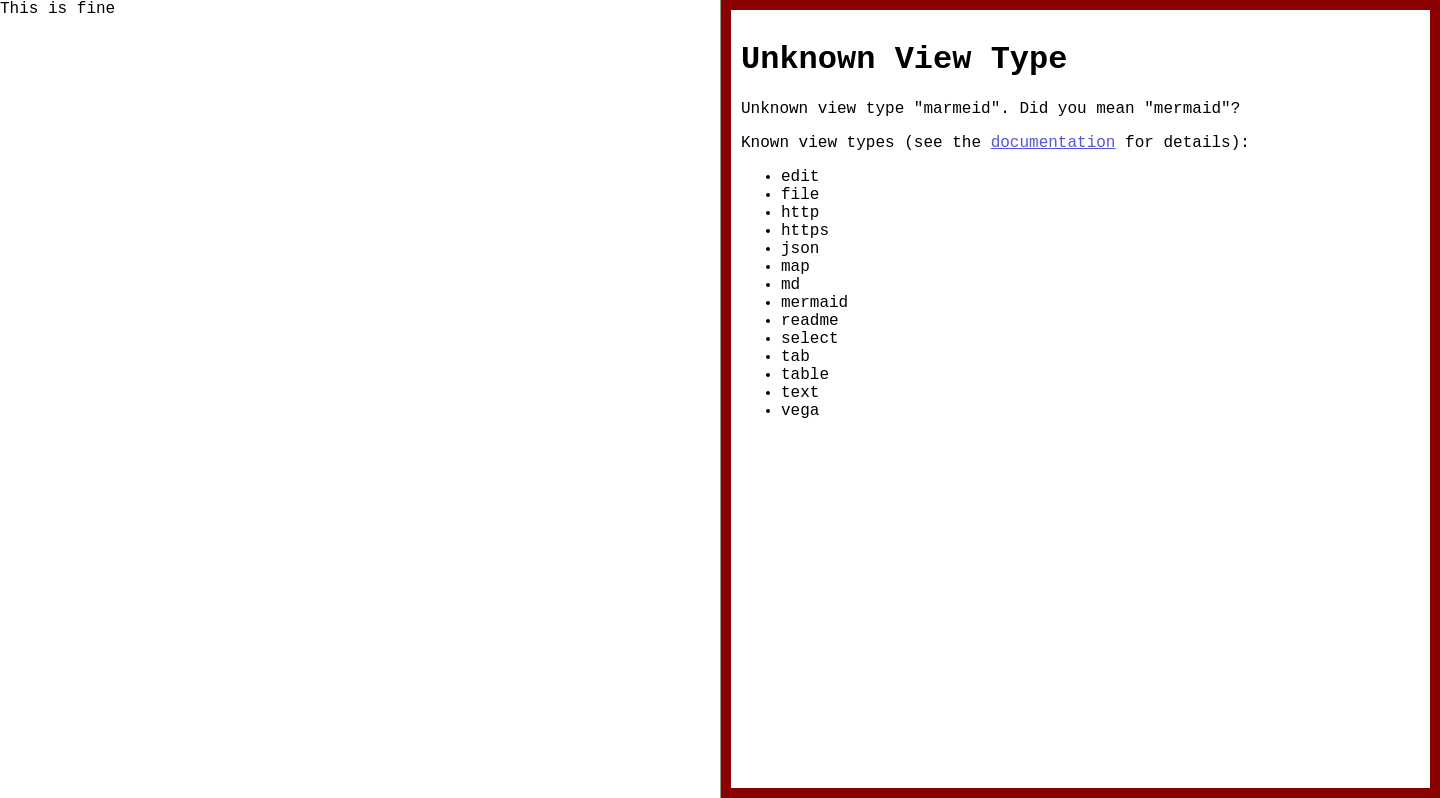 This is fine
Unknown View Type
Unknown view type "marmeid". Did you mean "mermaid"?
Known view types (see the documentation for details):
• edit
• file
• http
• https
• json
• map
• md
• mermaid
• readme
• select
• tab
• table
• text
• vega